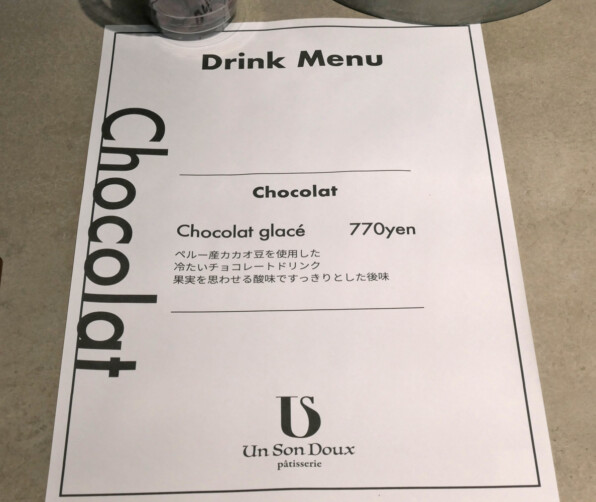 Drink Menu
Chocolat
Chocolat
Chocolat glacé 770yen
ペルー産カカオ豆を使用した
冷たいチョコレートドリンク
果実を思わせる酸味ですっきりとした後味
US
Un Son Doux
pâtisserie